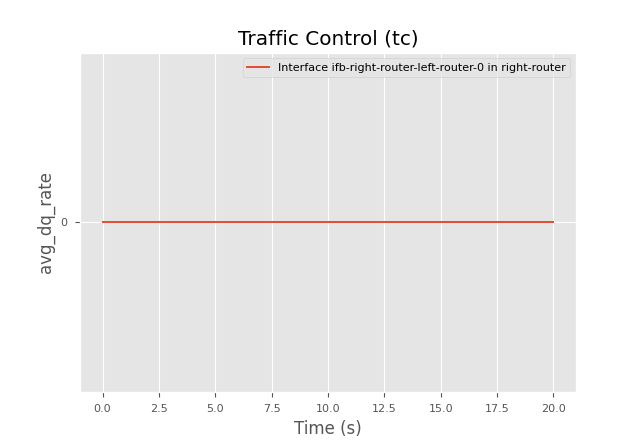 Traffic Control (tc)
Interface ifb-right-router-left-router-0 in right-router
avg_dq_rate
0
0.0 2.5 5.0 7.5 10.0 12.5 15.0 17.5 20.0
Time (s)